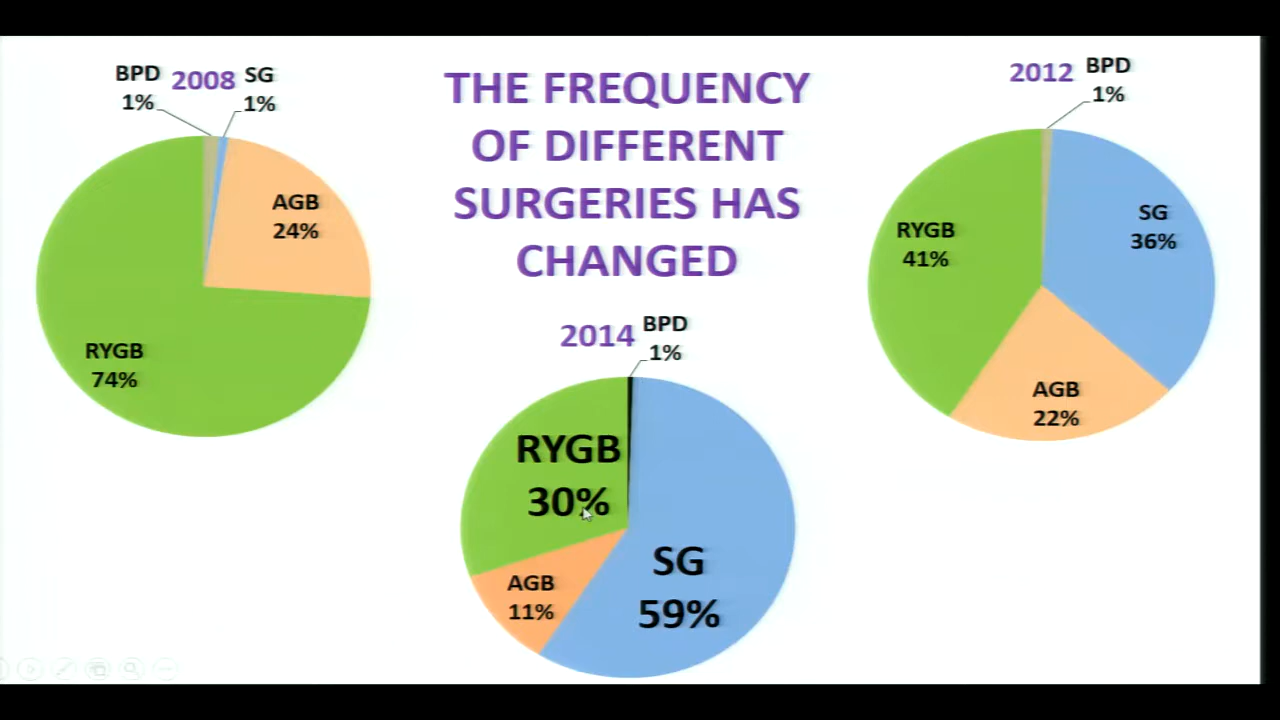 THE FREQUENCY
OF DIFFERENT
SURGERIES HAS
CHANGED
2008
BPD
1%
SG
1%
AGB
24%
RYGB
74%
2012
BPD
1%
SG
36%
RYGB
41%
AGB
22%
2014
BPD
1%
RYGB
30%
SG
59%
AGB
11%